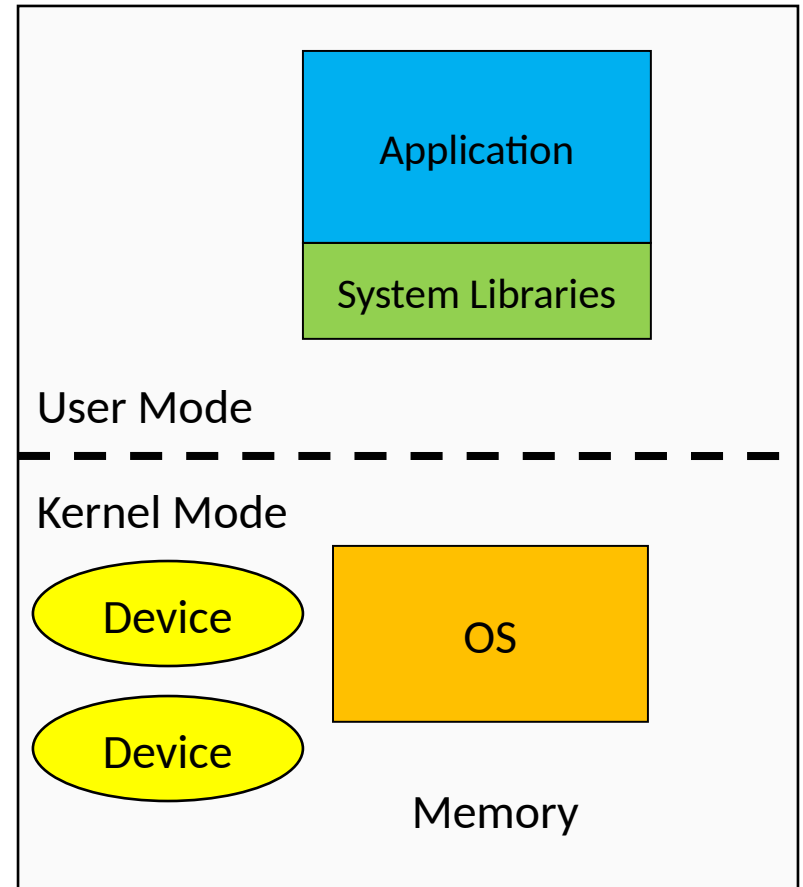 Application
System Libraries
User Mode
Kernel Mode
Device
OS
Device
Memory